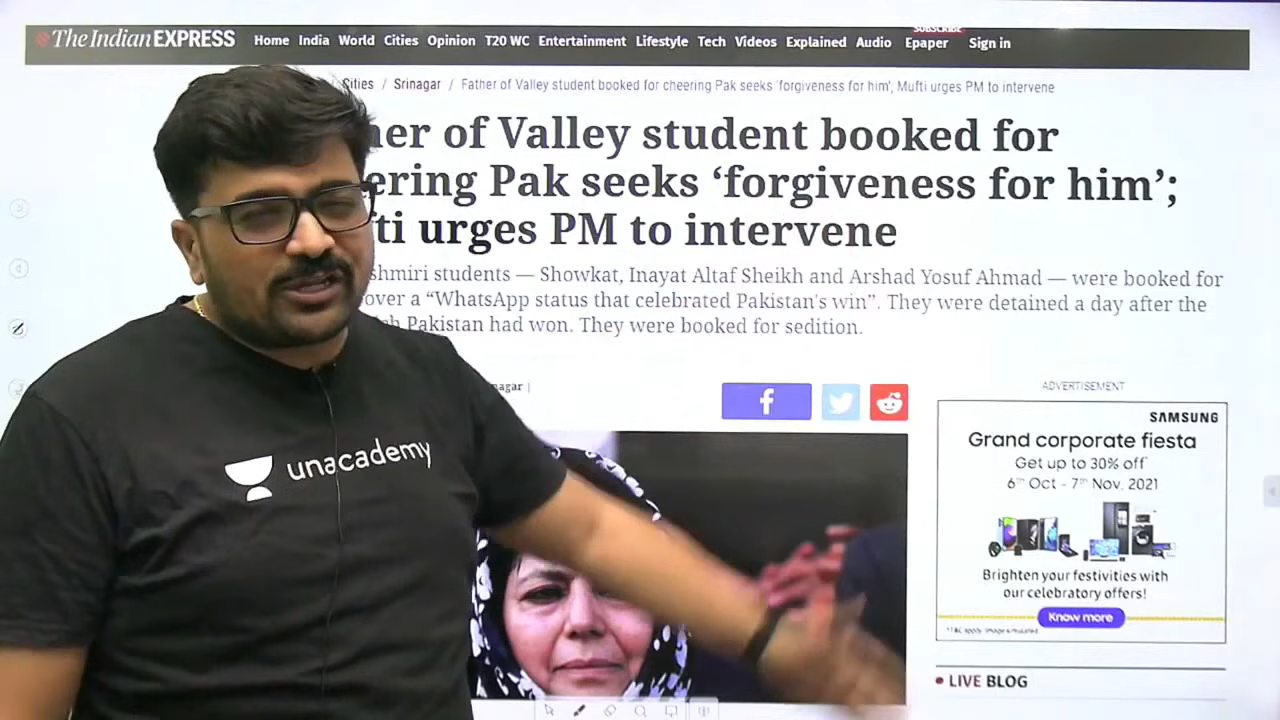 The Indian EXPRESS
Home India World Cities Opinion T20 WC Entertainment Lifestyle Tech Videos Explained Audio Epaper Sign in
SUBSCRIBE
Cities / Srinagar / Father of Valley student booked for cheering Pak seeks 'forgiveness for him'; Mufti urges PM to intervene
her of Valley student booked for
ering Pak seeks ‘forgiveness for him’;
ti urges PM to intervene
shmiri students — Showkat, Inayat Altaf Sheikh and Arshad Yosuf Ahmad — were booked for
over a “WhatsApp status that celebrated Pakistan's win”. They were detained a day after the
Pakistan had won. They were booked for sedition.
nagar |
f
ADVERTISEMENT
SAMSUNG
Grand corporate fiesta
Get up to 30% off*
6th Oct - 7th Nov, 2021
Brighten your festivities with
our celebratory offers!
Know more
*T&C apply. Image simulated.
LIVE BLOG
unacademy